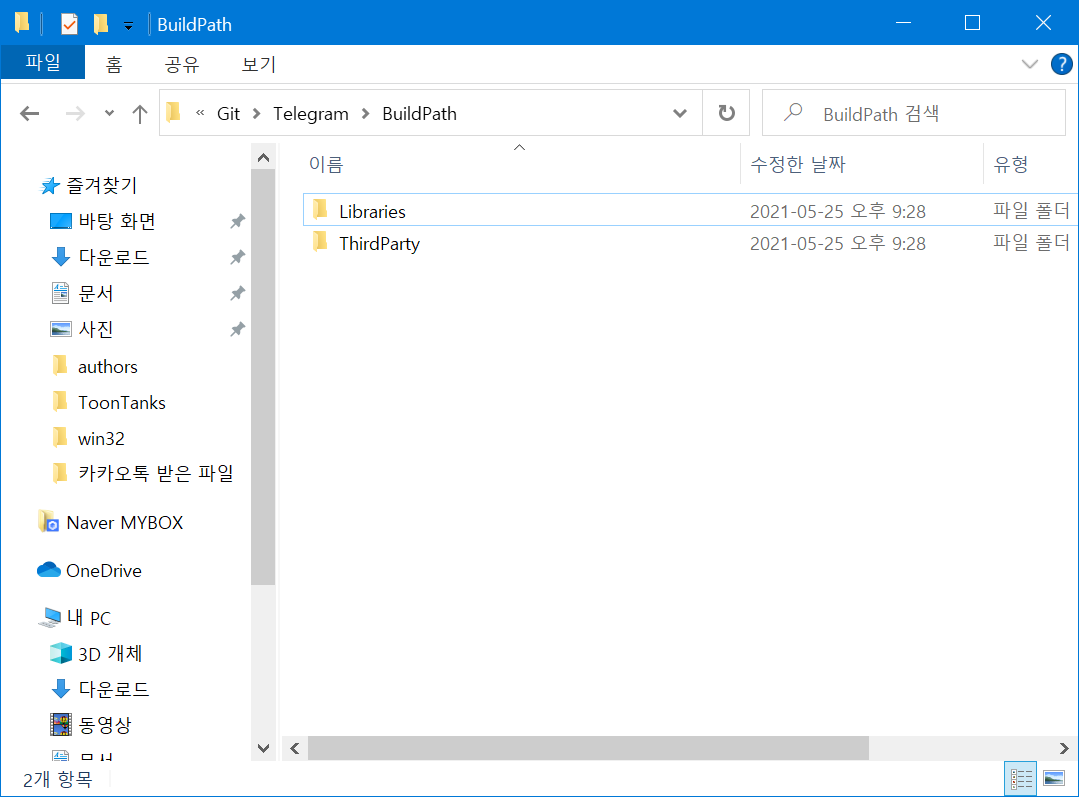 BuildPath
파일 홈 공유 보기
« Git > Telegram > BuildPath BuildPath 검색
이름 수정한 날짜 유형
Libraries 2021-05-25 오후 9:28 파일 폴더
ThirdParty 2021-05-25 오후 9:28 파일 폴더
즐겨찾기
바탕 화면
다운로드
문서
사진
authors
ToonTanks
win32
카카오톡 받은 파일
Naver MYBOX
OneDrive
내 PC
3D 개체
다운로드
동영상
문서
2개 항목